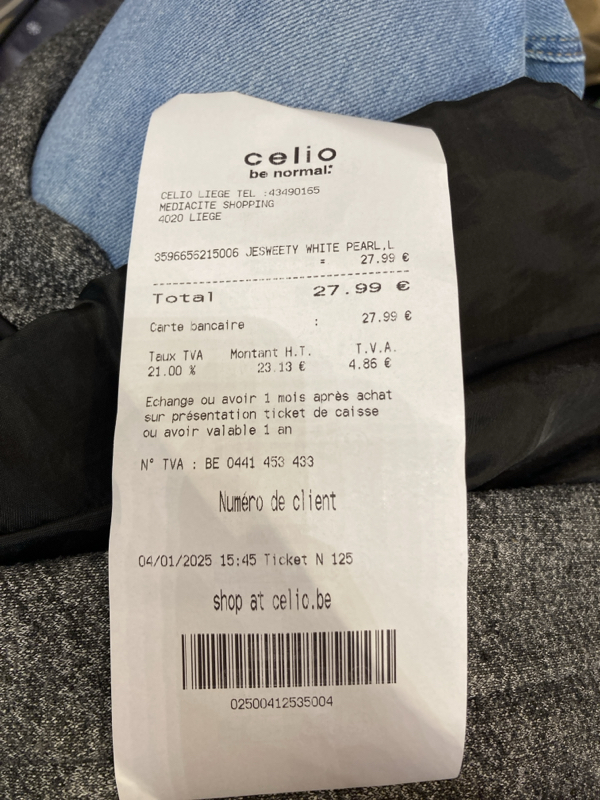 celio
be normal:
CELIO LIEGE TEL :43490165
MEDIACITE SHOPPING
4020 LIEGE
3596656215006 JESWEETY WHITE PEARL,L
= 27.99 €
Total 27.99 €
Carte bancaire : 27.99 €
Taux TVA Montant H.T. T.V.A.
21.00 % 23.13 € 4.86 €
Echange ou avoir 1 mois après achat
sur présentation ticket de caisse
ou avoir valable 1 an
N° TVA : BE 0441 453 433
Numéro de client
04/01/2025 15:45 Ticket N 125
shop at celio.be
02500412535004